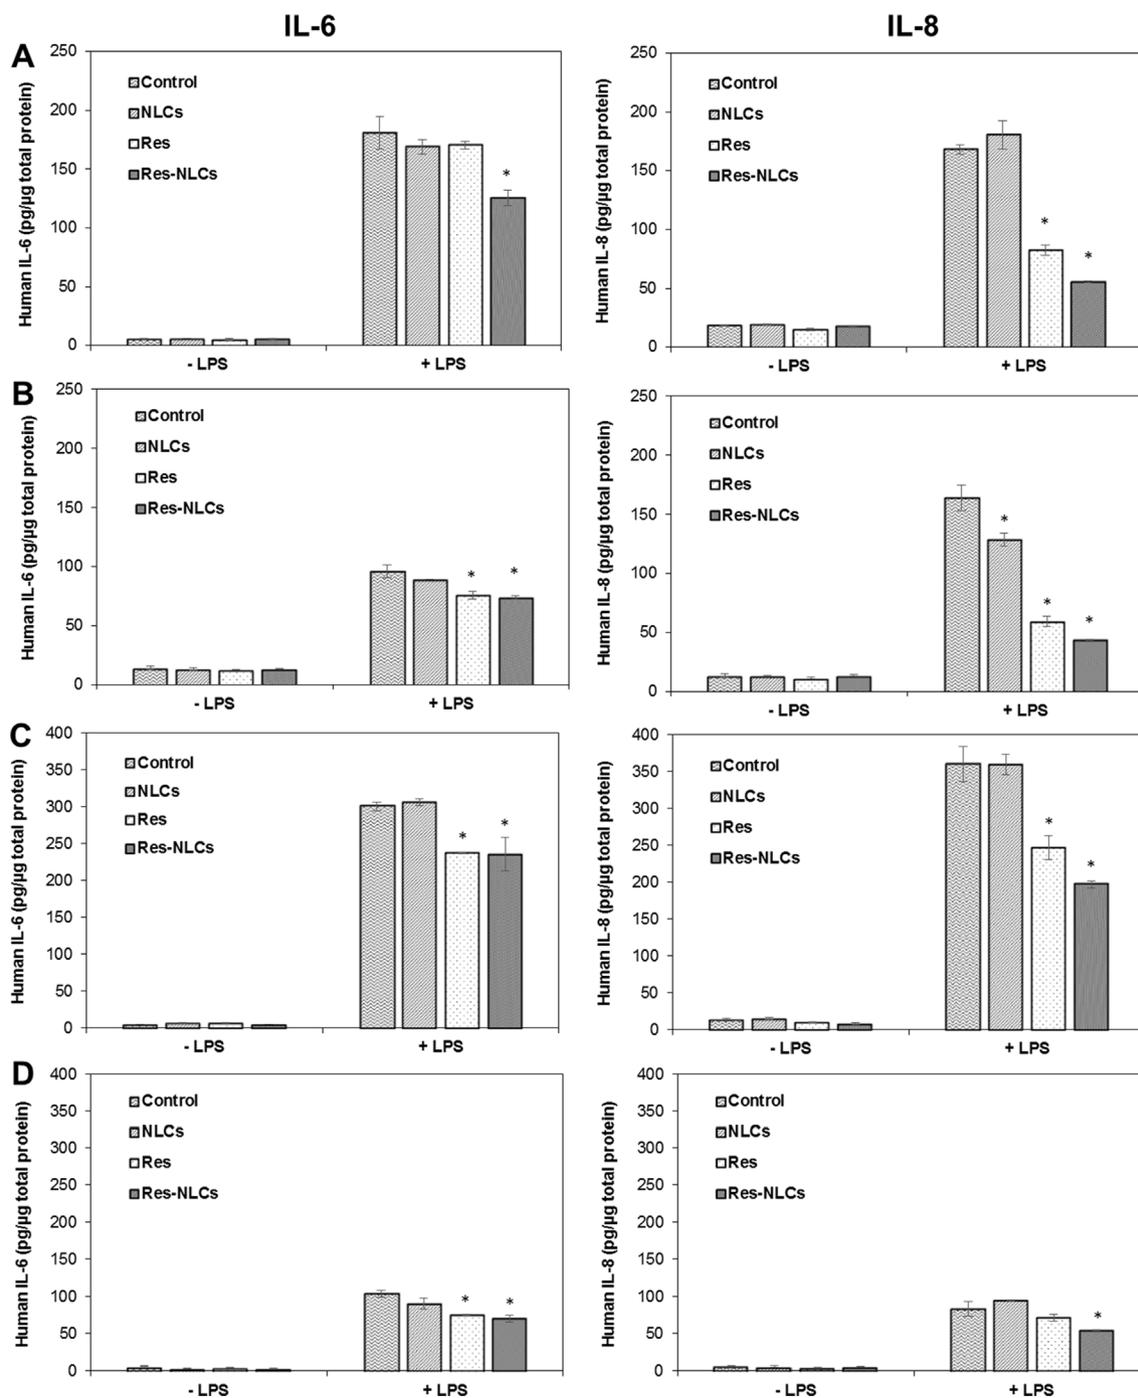 IL-6
IL-8
A
Human IL-6 (pg/µg total protein)
250
200
150
100
50
0
Control
NLCs
Res
Res-NLCs
*
- LPS
+ LPS
Human IL-8 (pg/µg total protein)
250
200
150
100
50
0
Control
NLCs
Res
Res-NLCs
*
*
- LPS
+ LPS
B
Human IL-6 (pg/µg total protein)
250
200
150
100
50
0
Control
NLCs
Res
Res-NLCs
*
*
- LPS
+ LPS
Human IL-8 (pg/µg total protein)
250
200
150
100
50
0
Control
NLCs
Res
Res-NLCs
*
*
*
- LPS
+ LPS
C
Human IL-6 (pg/µg total protein)
400
350
300
250
200
150
100
50
0
Control
NLCs
Res
Res-NLCs
*
*
- LPS
+ LPS
Human IL-8 (pg/µg total protein)
400
350
300
250
200
150
100
50
0
Control
NLCs
Res
Res-NLCs
*
*
- LPS
+ LPS
D
Human IL-6 (pg/µg total protein)
400
350
300
250
200
150
100
50
0
Control
NLCs
Res
Res-NLCs
*
*
- LPS
+ LPS
Human IL-8 (pg/µg total protein)
400
350
300
250
200
150
100
50
0
Control
NLCs
Res
Res-NLCs
*
- LPS
+ LPS